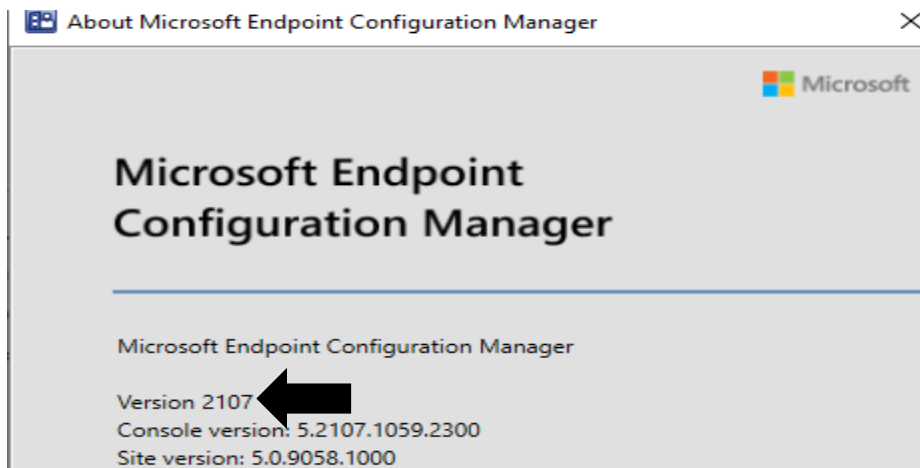 About Microsoft Endpoint Configuration Manager
Microsoft
Microsoft Endpoint
Configuration Manager
Microsoft Endpoint Configuration Manager
Version 2107
Console version: 5.2107.1059.2300
Site version: 5.0.9058.1000